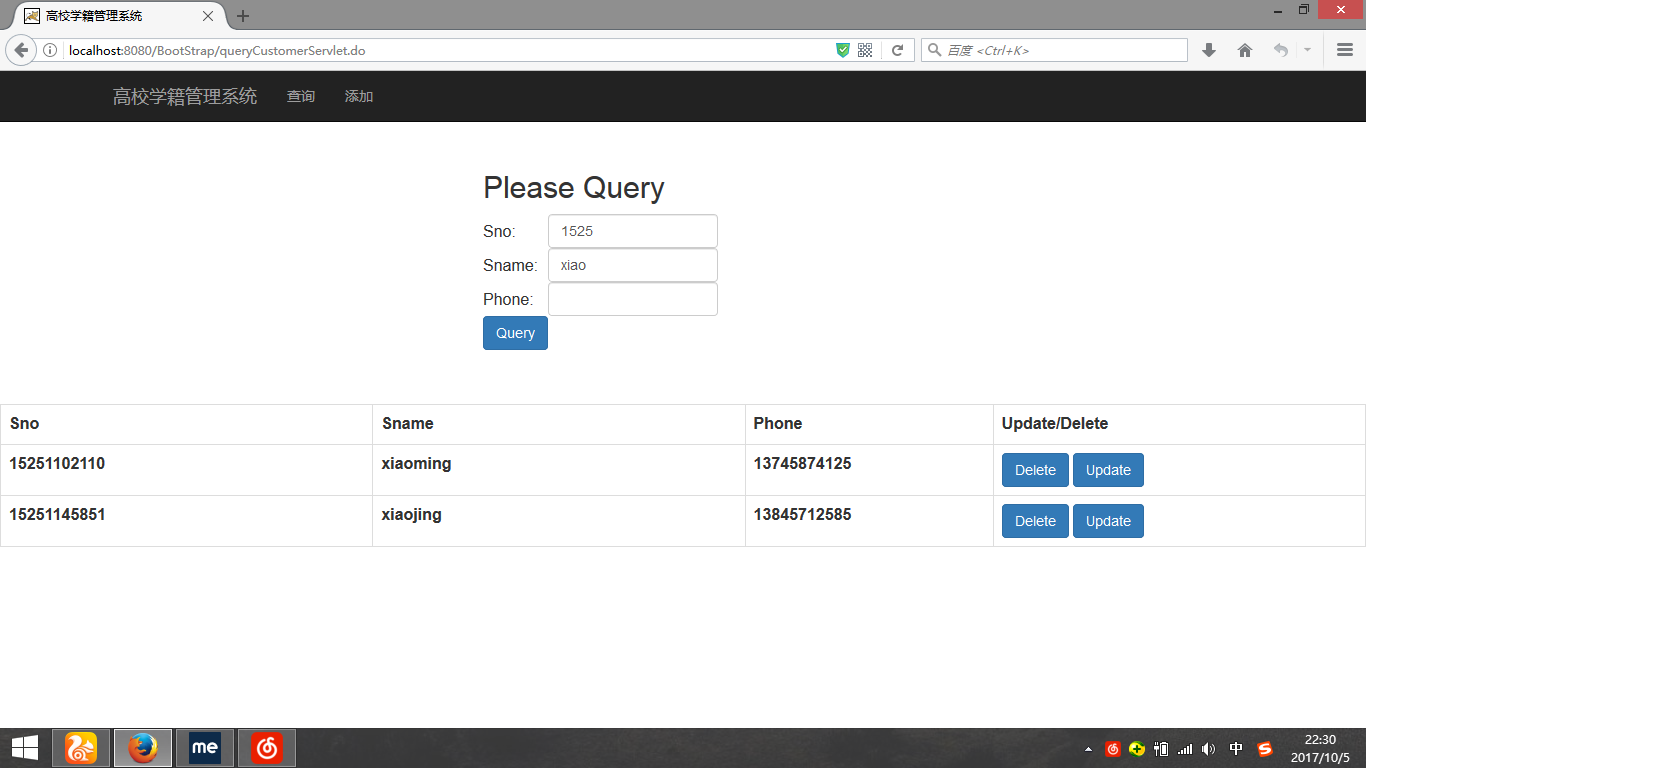 高校学籍管理系统
localhost:8080/BootStrap/queryCustomerServlet.do
百度 <Ctrl+K>
高校学籍管理系统 查询 添加
Please Query
Sno: 1525
Sname: xiao
Phone:
Query
Sno Sname Phone Update/Delete
15251102110 xiaoming 13745874125 Delete Update
15251145851 xiaojing 13845712585 Delete Update
me 中 22:30
2017/10/5